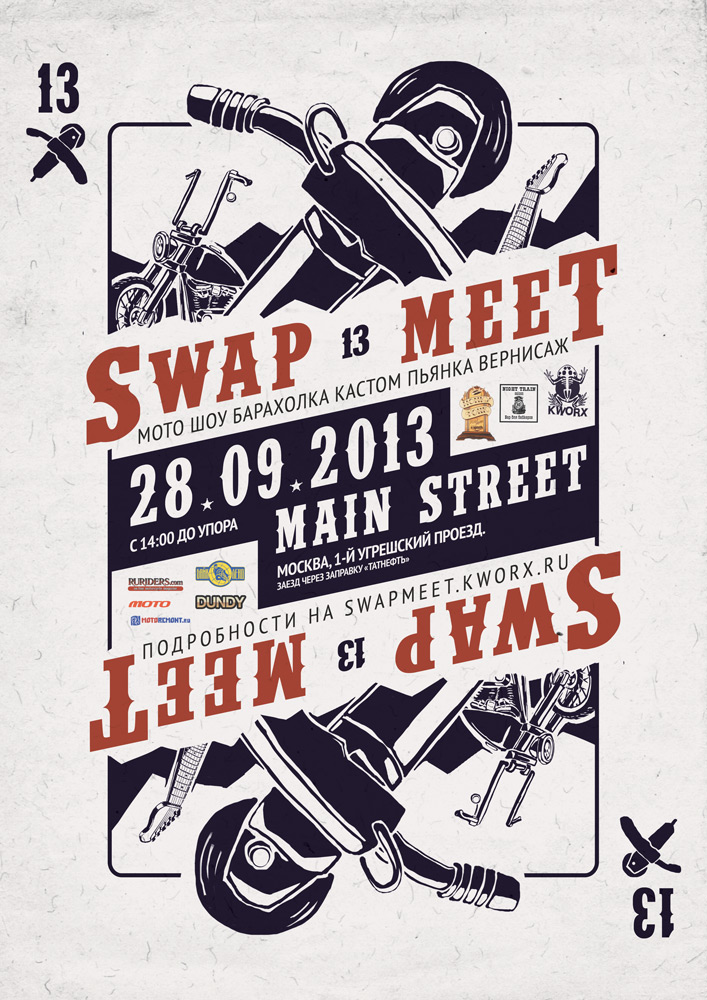 13
SWAP 13 MEET
МОТО ШОУ БАРАХОЛКА КАСТОМ ПЬЯНКА ВЕРНИСАЖ
NIGHT TRAIN
KWORX
28.09.2013
С 14:00 ДО УПОРА
MAIN STREET
МОСКВА, 1-Й УГРЕШСКИЙ ПРОЕЗД.
ЗАЕЗД ЧЕРЕЗ ЗАПРАВКУ «ТАТНЕФТЬ»
RURIDERS.com
MOTO
DUNDY
MOTOREMONT.ru
ПОДРОБНОСТИ НА SWAPMEET.KWORX.RU
SWAP 13 MEET
13